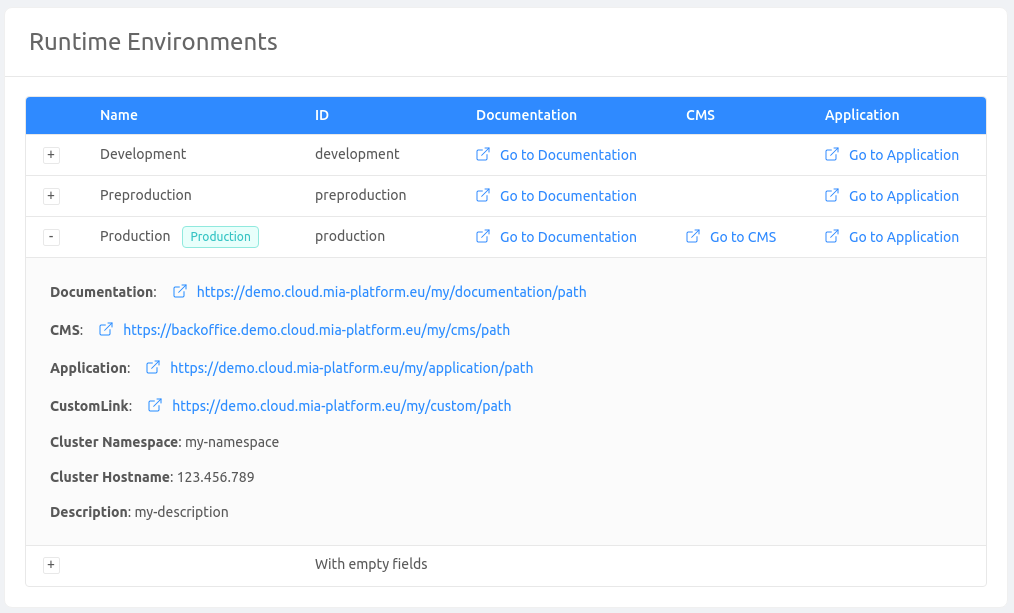 Runtime Environments
Name ID Documentation CMS Application
+ Development development Go to Documentation Go to Application
+ Preproduction preproduction Go to Documentation Go to Application
- Production Production production Go to Documentation Go to CMS Go to Application
Documentation: https://demo.cloud.mia-platform.eu/my/documentation/path
CMS: https://backoffice.demo.cloud.mia-platform.eu/my/cms/path
Application: https://demo.cloud.mia-platform.eu/my/application/path
CustomLink: https://demo.cloud.mia-platform.eu/my/custom/path
Cluster Namespace: my-namespace
Cluster Hostname: 123.456.789
Description: my-description
+ With empty fields